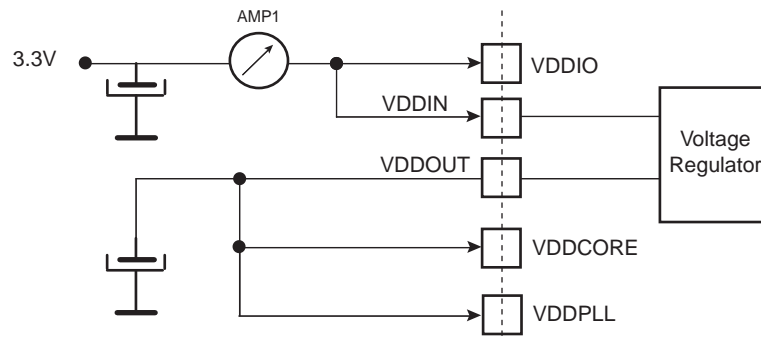 AMP1
3.3V
VDDIO
VDDIN
Voltage
Regulator
VDDOUT
VDDCORE
VDDPLL